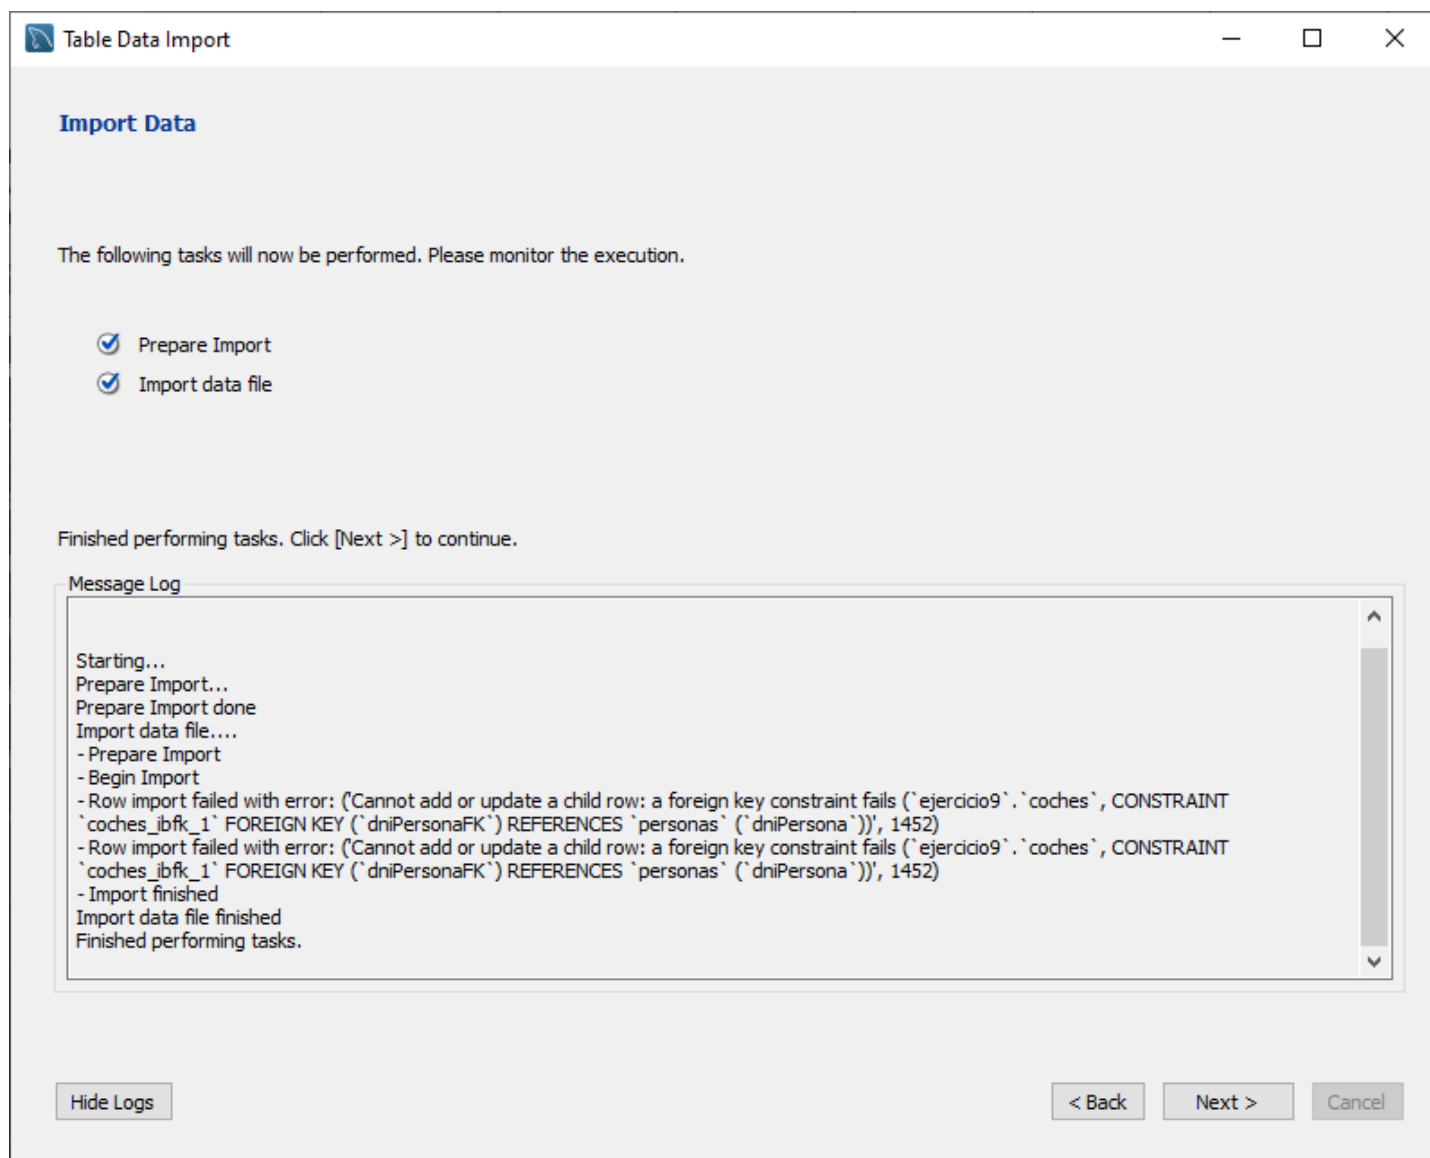 Table Data Import
Import Data
The following tasks will now be performed. Please monitor the execution.
Prepare Import
Import data file
Finished performing tasks. Click [Next >] to continue.
Message Log
Starting...
Prepare Import...
Prepare Import done
Import data file....
- Prepare Import
- Begin Import
- Row import failed with error: ('Cannot add or update a child row: a foreign key constraint fails (`ejercicio9`.`coches`, CONSTRAINT
`coches_ibfk_1` FOREIGN KEY (`dniPersonaFK`) REFERENCES `personas` (`dniPersona`))', 1452)
- Row import failed with error: ('Cannot add or update a child row: a foreign key constraint fails (`ejercicio9`.`coches`, CONSTRAINT
`coches_ibfk_1` FOREIGN KEY (`dniPersonaFK`) REFERENCES `personas` (`dniPersona`))', 1452)
- Import finished
Import data file finished
Finished performing tasks.
Hide Logs
< Back
Next >
Cancel